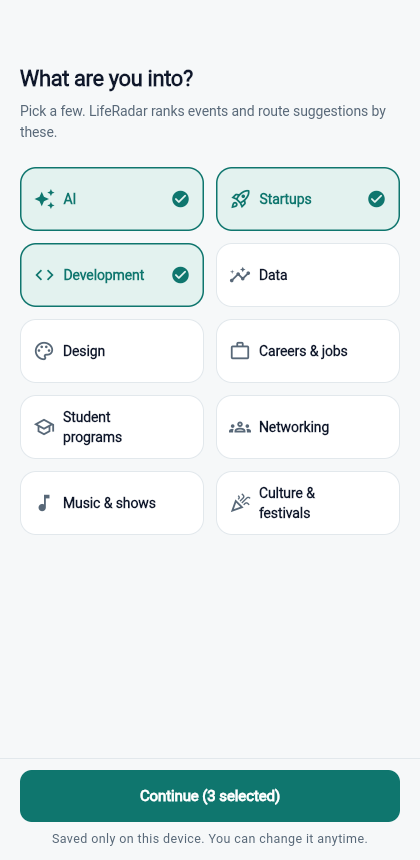 What are you into?
Pick a few. LifeRadar ranks events and route suggestions by
these.
AI
Startups
Development
Data
Design
Careers & jobs
Student
programs
Networking
Music & shows
Culture &
festivals
Continue (3 selected)
Saved only on this device. You can change it anytime.